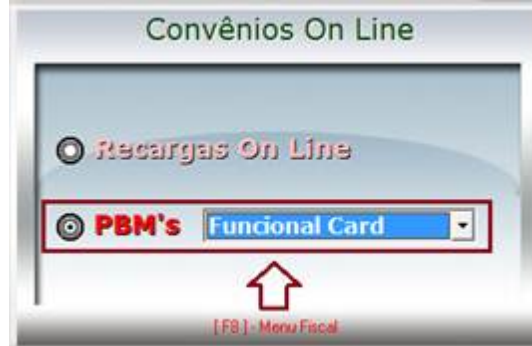 Convênios On Line
Recargas On Line
PBM's Funcional Card
[ F8 ] - Menu Fiscal